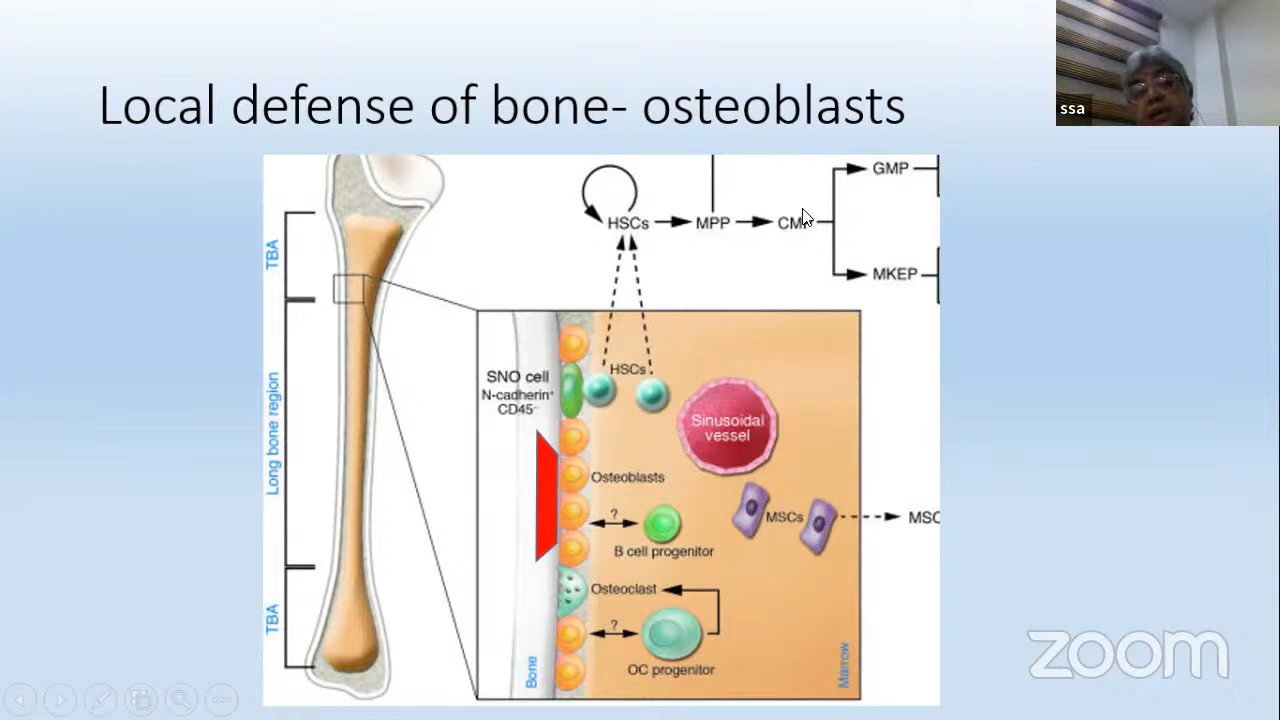 Local defense of bone- osteoblasts
ssa
GMP
HSCs
MPP
CMP
TBA
MKEP
HSCs
SNO cell
N-cadherin⁺
CD45⁻
Sinusoidal
vessel
Long bone region
Osteoblasts
?
MSCs
MSC
B cell progenitor
Osteoclast
TBA
?
OC progenitor
Bone
Marrow
zoom